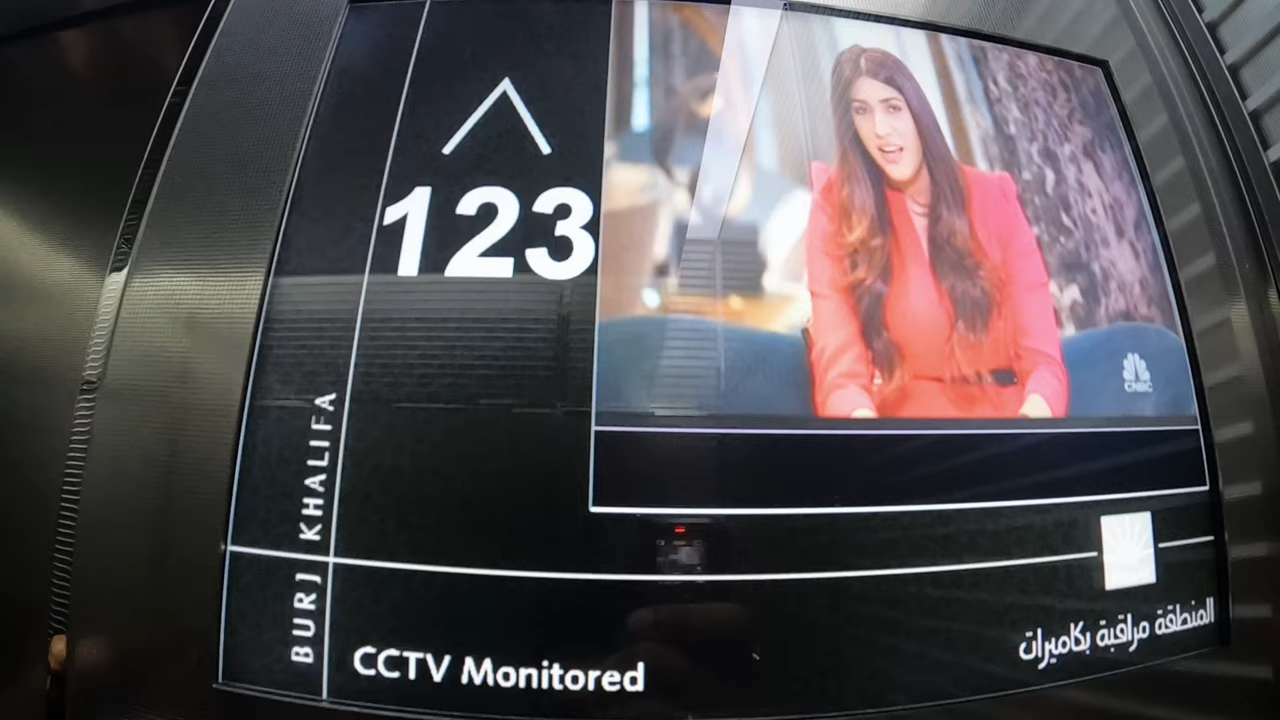 123
CNBC
BURJ KHALIFA
CCTV Monitored
المنطقة مراقبة بكاميرات